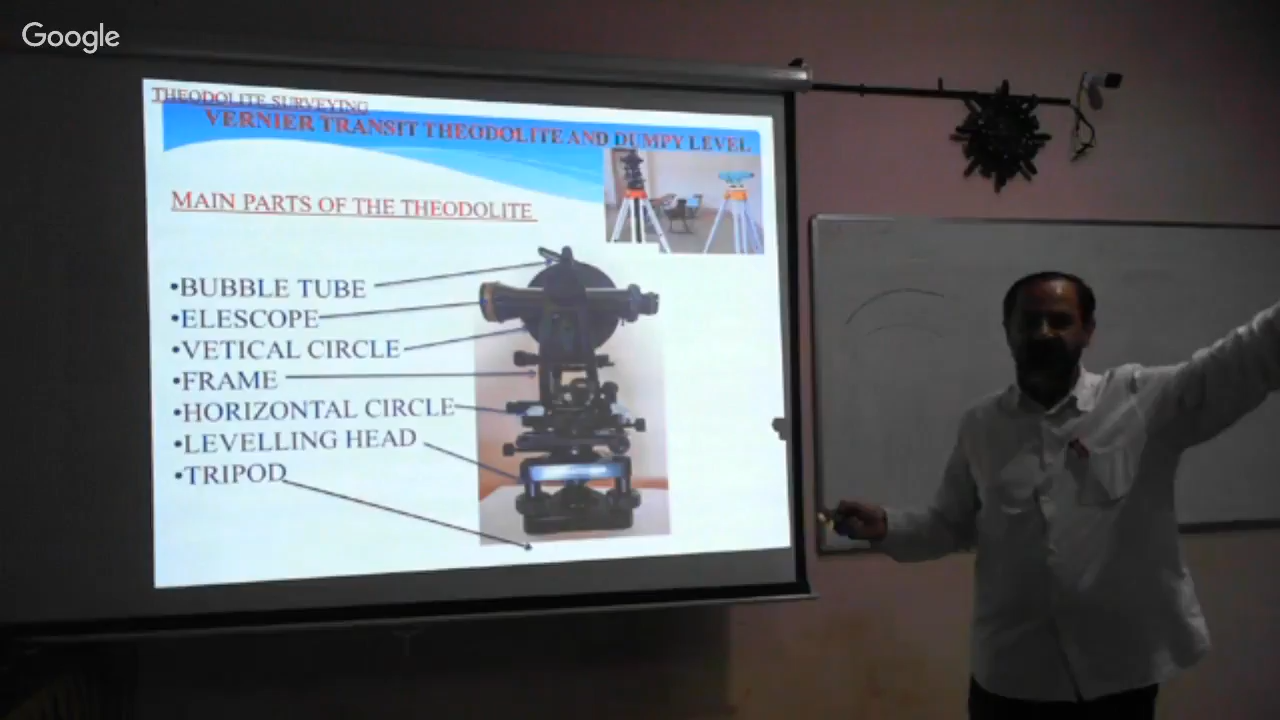 Google
THEODOLITE SURVEYING
VERNIER TRANSIT THEODOLITE AND DUMPY LEVEL
MAIN PARTS OF THE THEODOLITE
•BUBBLE TUBE
•ELESCOPE
•VETICAL CIRCLE
•FRAME
•HORIZONTAL CIRCLE
•LEVELLING HEAD
•TRIPOD